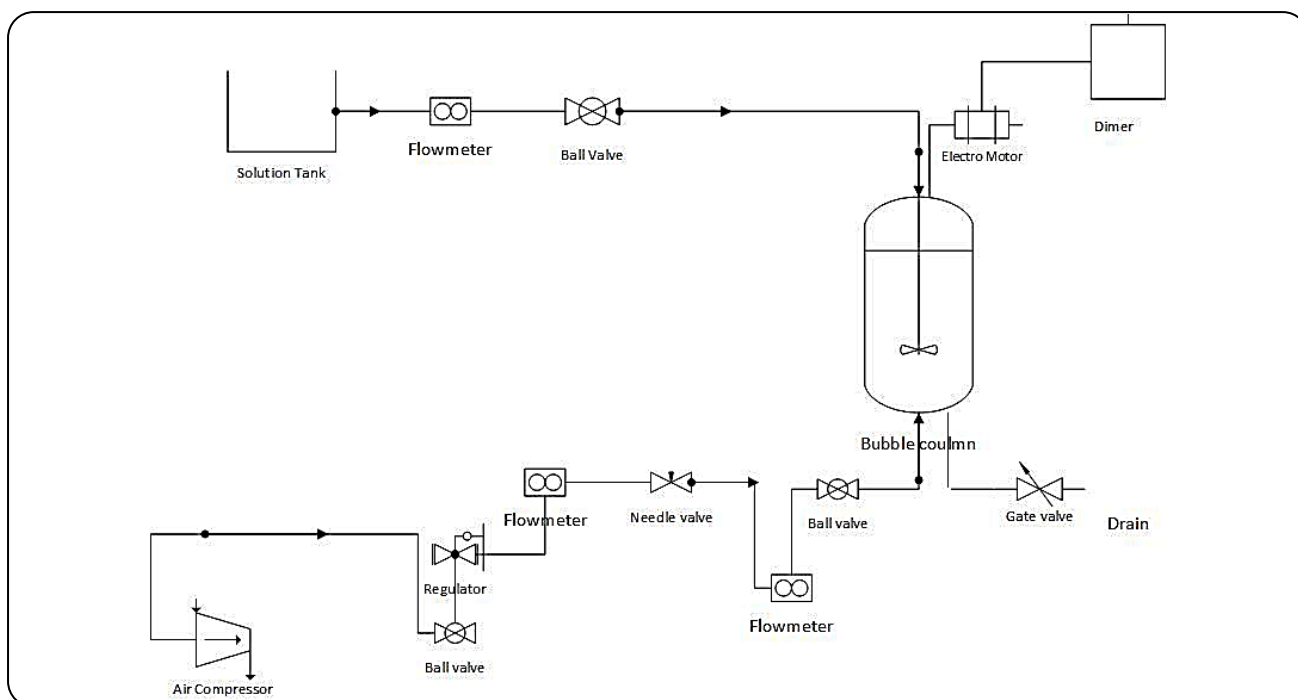 Dimer
Flowmeter
Ball Valve
Electro Motor
Solution Tank
Bubble coulmn
Flowmeter
Needle valve
Ball valve
Gate valve
Drain
Regulator
Flowmeter
Ball valve
Air Compressor